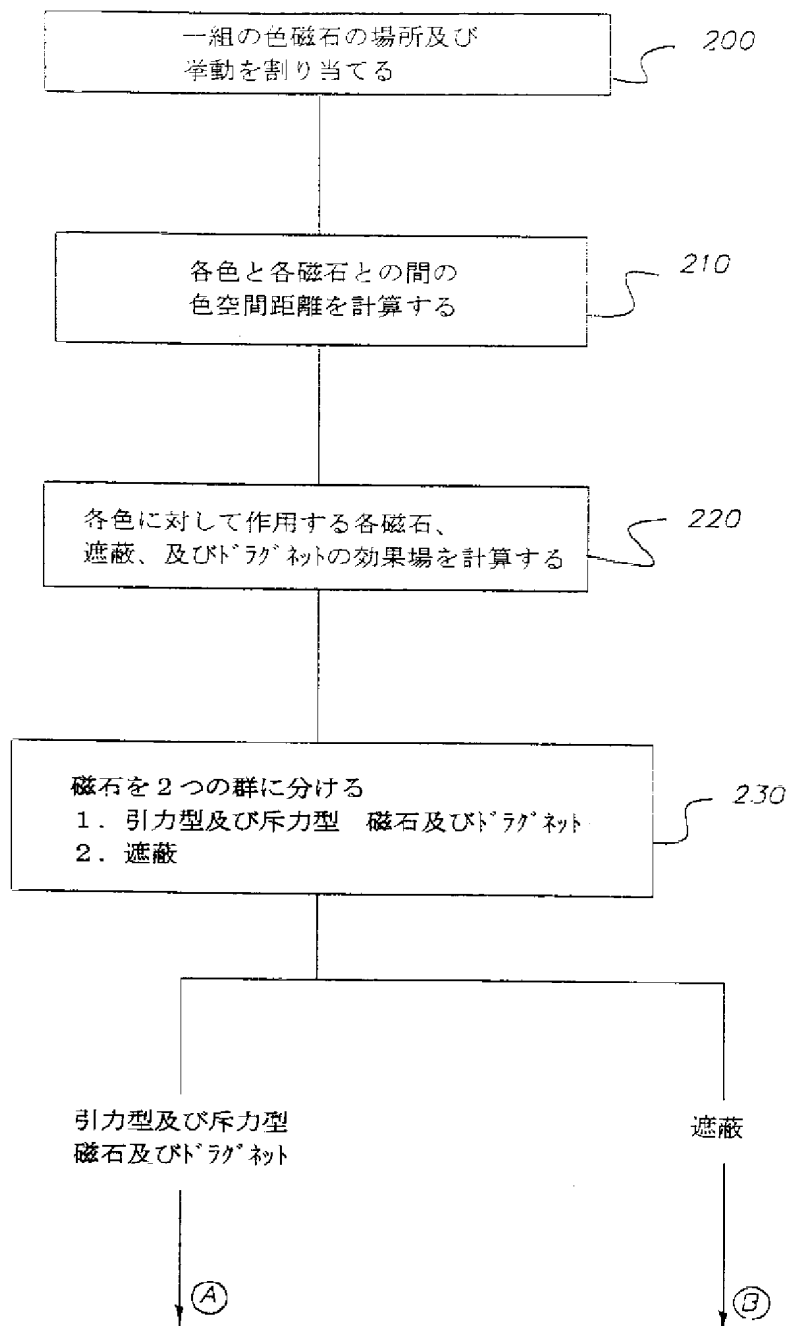 一組の色磁石の場所及び
挙動を割り当てる
200
各色と各磁石との間の
色空間距離を計算する
210
各色に対して作用する各磁石、
遮蔽、及びﾄﾞﾗｸﾞﾈｯﾄの効果場を計算する
220
磁石を２つの群に分ける
１．引力型及び斥力型　磁石及びﾄﾞﾗｸﾞﾈｯﾄ
２．遮蔽
230
引力型及び斥力型
磁石及びﾄﾞﾗｸﾞﾈｯﾄ
遮蔽
A
B